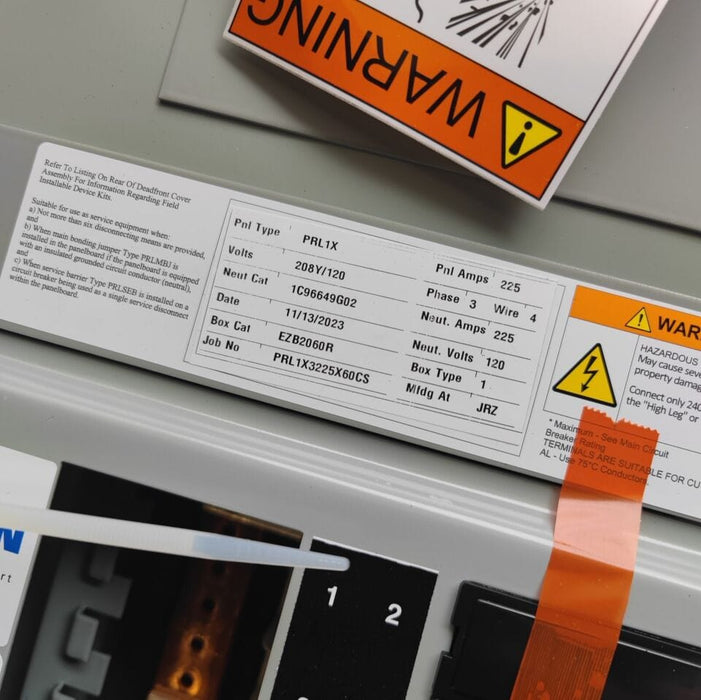 WARNING
Refer To Listing On Rear Of Deadfront Cover
Assembly For Information Regarding Field
Installable Device Kits.
Suitable for use as service equipment when:
a) Not more than six disconnecting means are provided,
and
b) When main bonding jumper Type PRLMBJ is
installed in the panelboard if the panelboard is equipped
with an insulated grounded circuit conductor (neutral),
and
c) When service barrier Type PRLSEB is installed on a
circuit breaker being used as a single service disconnect
within the panelboard.
Pnl Type PRL1X
Volts 208Y/120
Neut Cat 1C96649G02
Date 11/13/2023
Box Cat EZB2060R
Job No PRL1X3225X60CS
Pnl Amps 225
Phase 3 Wire 4
Neut. Amps 225
Neut. Volts 120
Box Type 1
Mfdg At JRZ
WAR
HAZARDOUS
May cause seve
property damag
Connect only 240
the "High Leg" or
* Maximum - See Main Circuit
Breaker Rating
TERMINALS ARE SUITABLE FOR CU
AL - Use 75°C Conductors.
N
rt
1 2